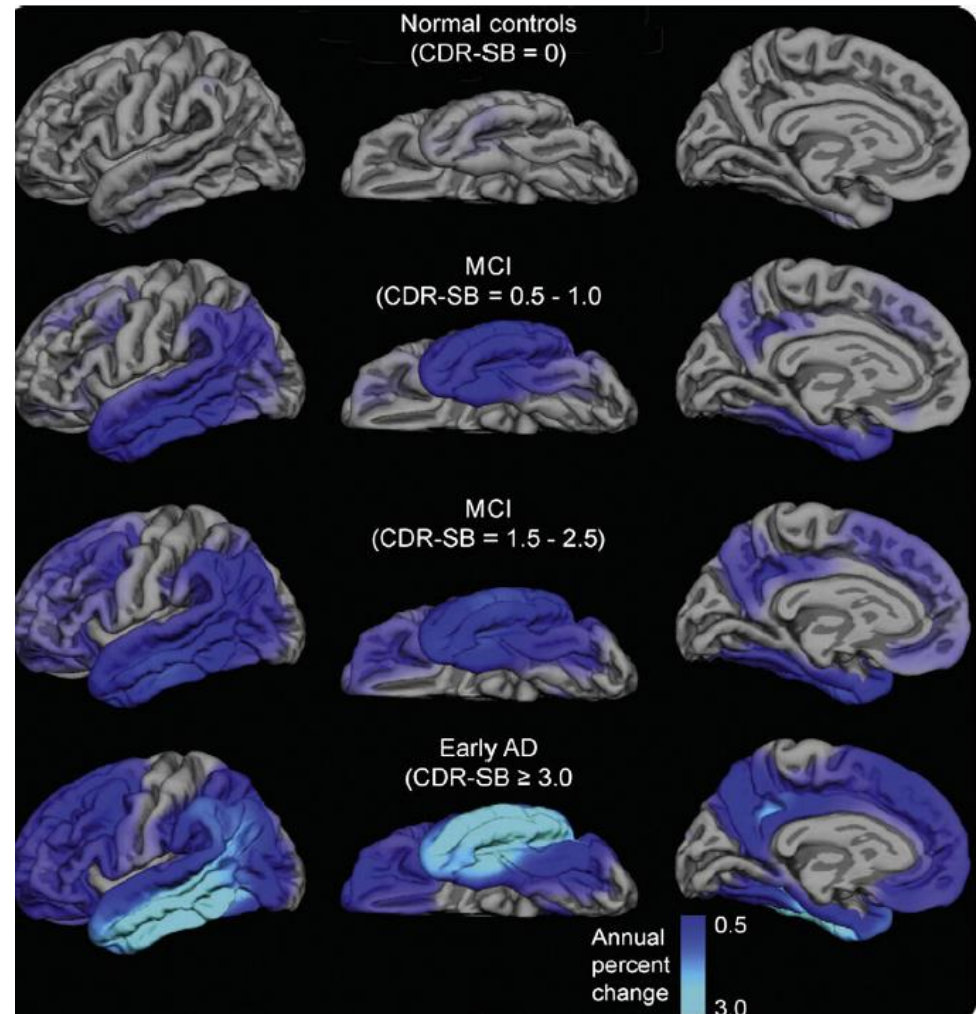 Normal controls
(CDR-SB = 0)
MCI
(CDR-SB = 0.5 - 1.0
MCI
(CDR-SB = 1.5 - 2.5)
Early AD
(CDR-SB ≥ 3.0
Annual
percent
change
0.5
3.0